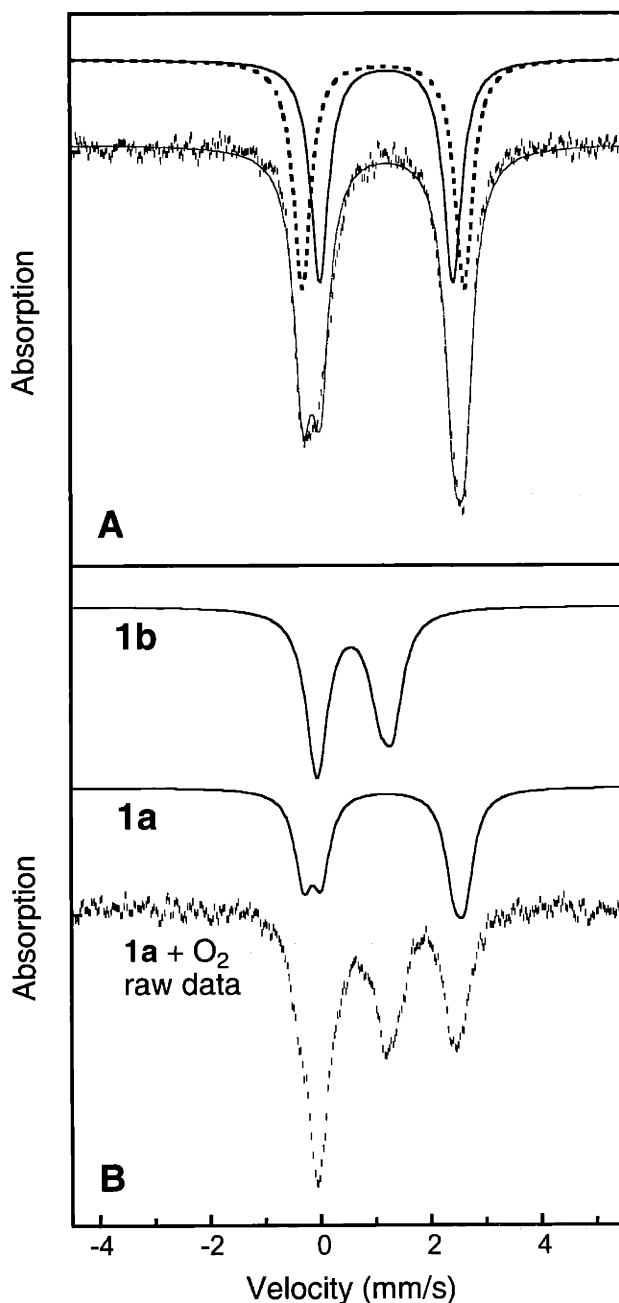 Absorption
A
1b
1a
Absorption
1a + O₂
raw data
B
-4 -2 0 2 4
Velocity (mm/s)